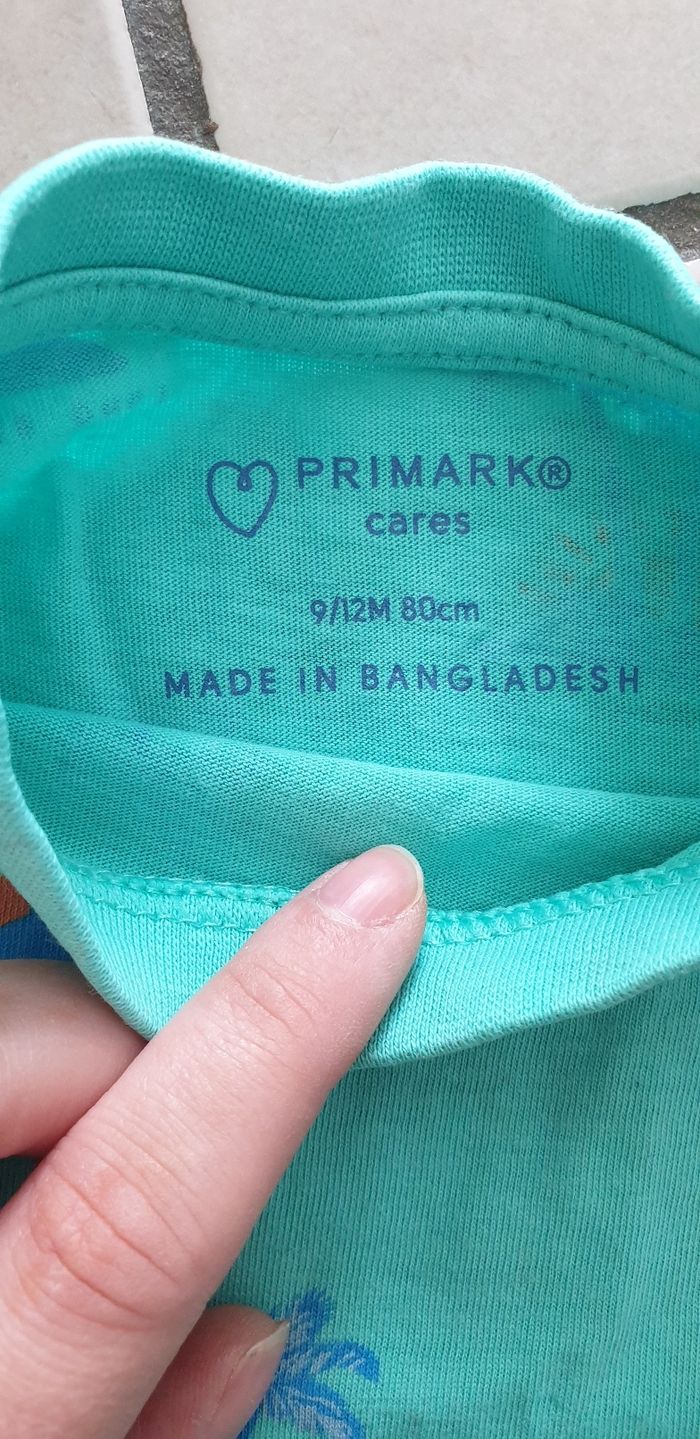 PRIMARK®
cares
9/12M 80cm
MADE IN BANGLADESH